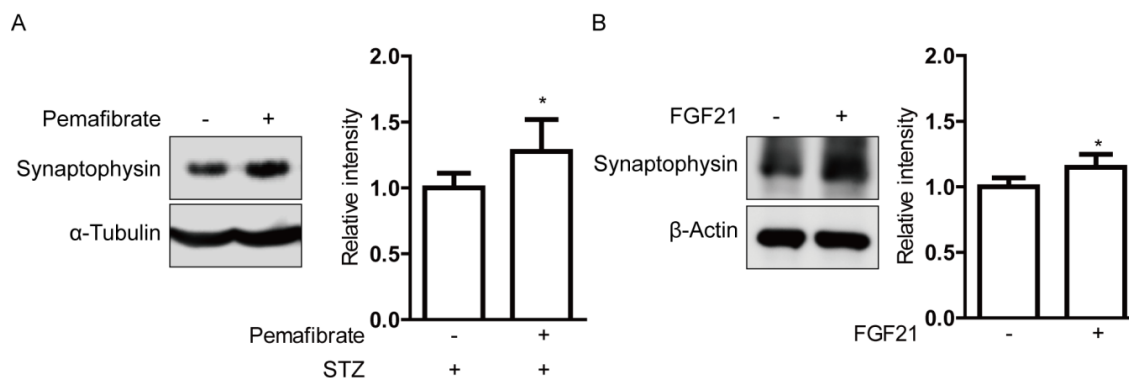 A
Pemafibrate - +
Synaptophysin
α-Tubulin
Relative intensity
2.0
1.5
1.0
0.5
0.0
*
Pemafibrate - +
STZ + +
B
FGF21 - +
Synaptophysin
β-Actin
Relative intensity
2.0
1.5
1.0
0.5
0.0
*
FGF21 - +